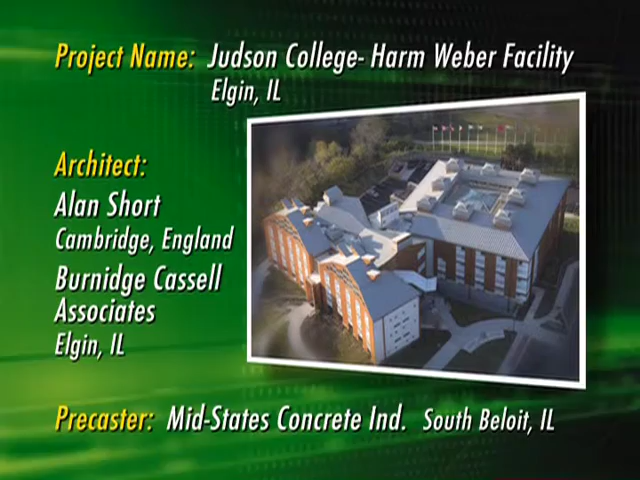 Project Name: Judson College- Harm Weber Facility
Elgin, IL
Architect:
Alan Short
Cambridge, England
Burnidge Cassell
Associates
Elgin, IL
Precaster: Mid-States Concrete Ind. South Beloit, IL